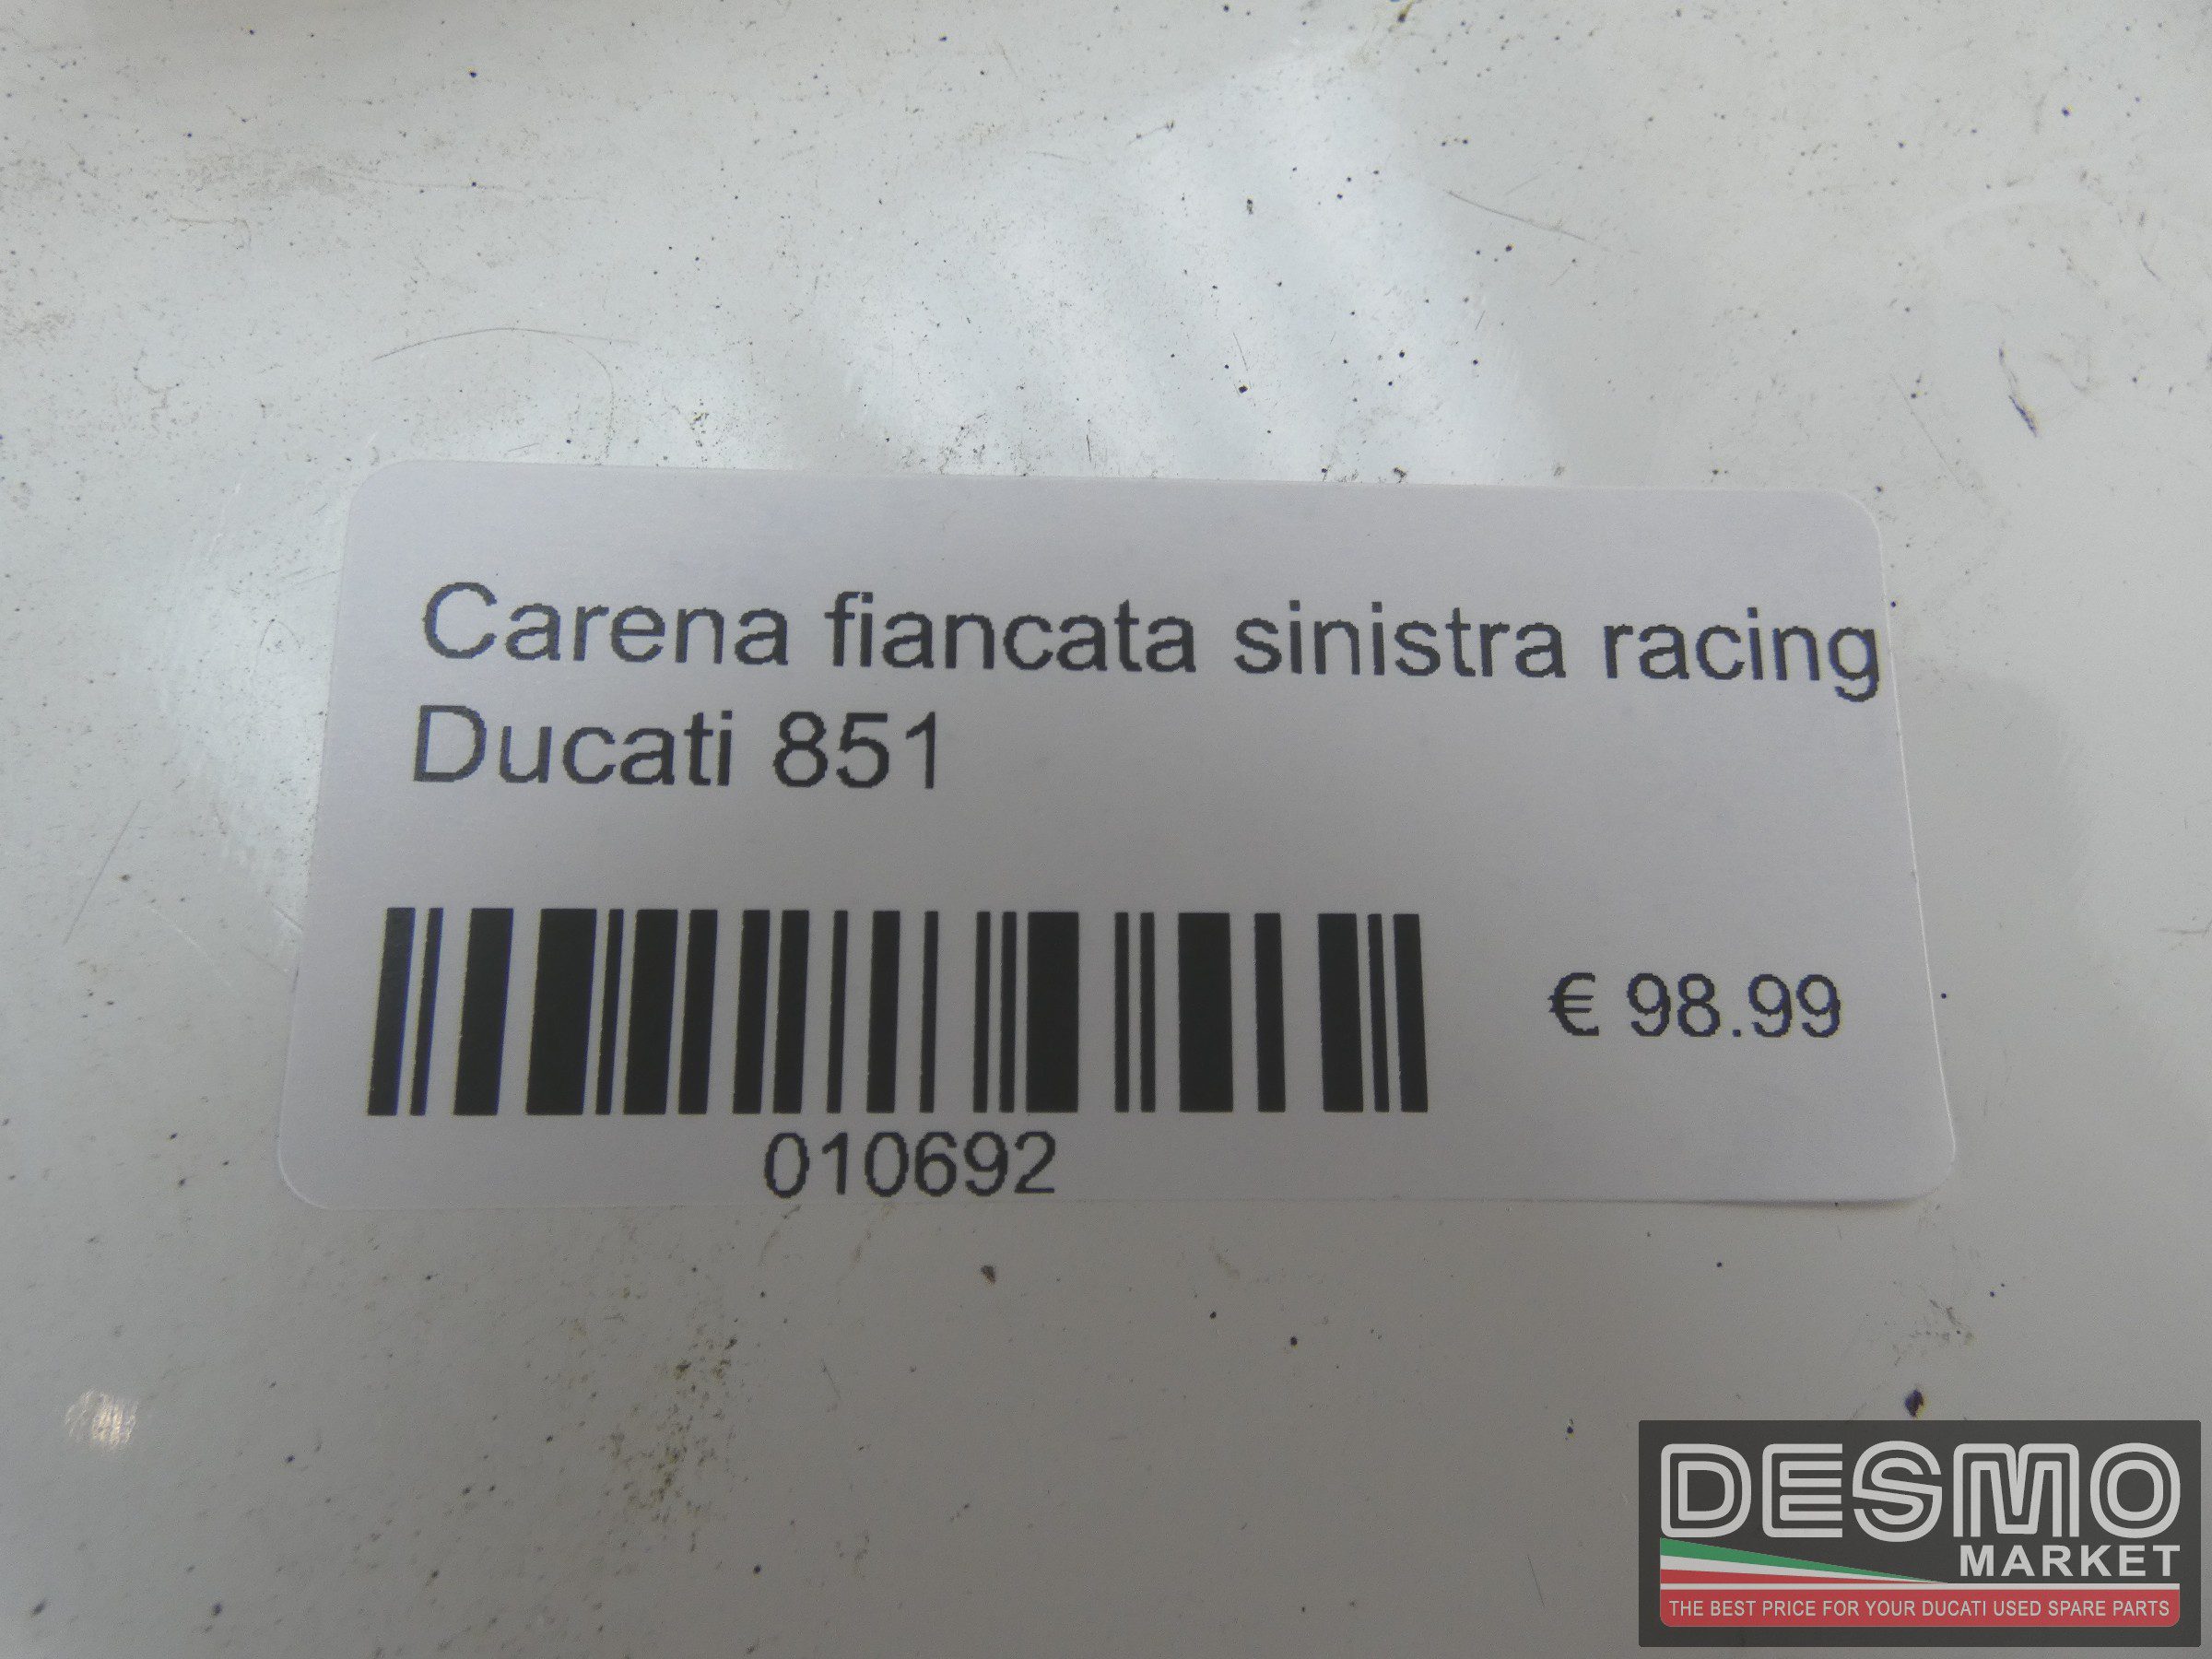 Carena fiancata sinistra racing
Ducati 851
€ 98.99
010692
DESMO
MARKET
THE BEST PRICE FOR YOUR DUCATI USED SPARE PARTS